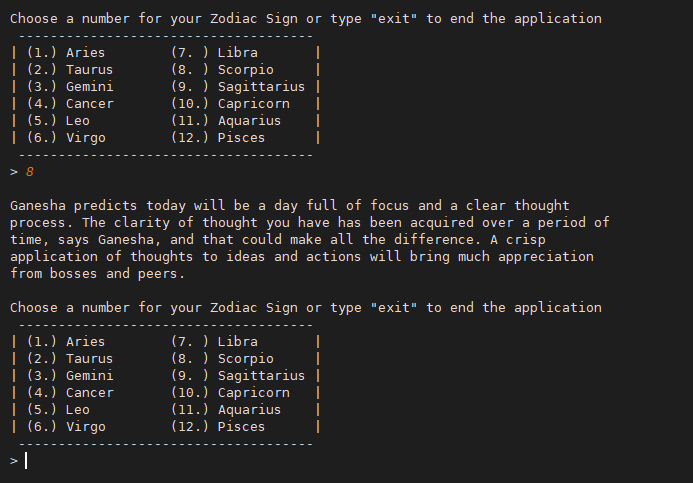 Choose a number for your Zodiac Sign or type "exit" to end the application
-------------------------------------
| (1.) Aries        (7. ) Libra       |
| (2.) Taurus       (8. ) Scorpio     |
| (3.) Gemini       (9. ) Sagittarius |
| (4.) Cancer       (10.) Capricorn   |
| (5.) Leo          (11.) Aquarius    |
| (6.) Virgo        (12.) Pisces      |
-------------------------------------
> 8
Ganesha predicts today will be a day full of focus and a clear thought
process. The clarity of thought you have has been acquired over a period of
time, says Ganesha, and that could make all the difference. A crisp
application of thoughts to ideas and actions will bring much appreciation
from bosses and peers.
Choose a number for your Zodiac Sign or type "exit" to end the application
-------------------------------------
| (1.) Aries        (7. ) Libra       |
| (2.) Taurus       (8. ) Scorpio     |
| (3.) Gemini       (9. ) Sagittarius |
| (4.) Cancer       (10.) Capricorn   |
| (5.) Leo          (11.) Aquarius    |
| (6.) Virgo        (12.) Pisces      |
-------------------------------------
>